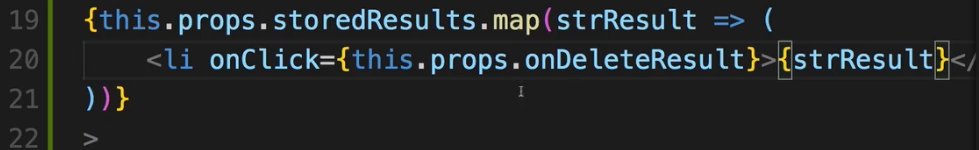 19 {this.props.storedResults.map(strResult => (
20 <li onClick={this.props.onDeleteResult}>{strResult}</
21 ))}
22 >